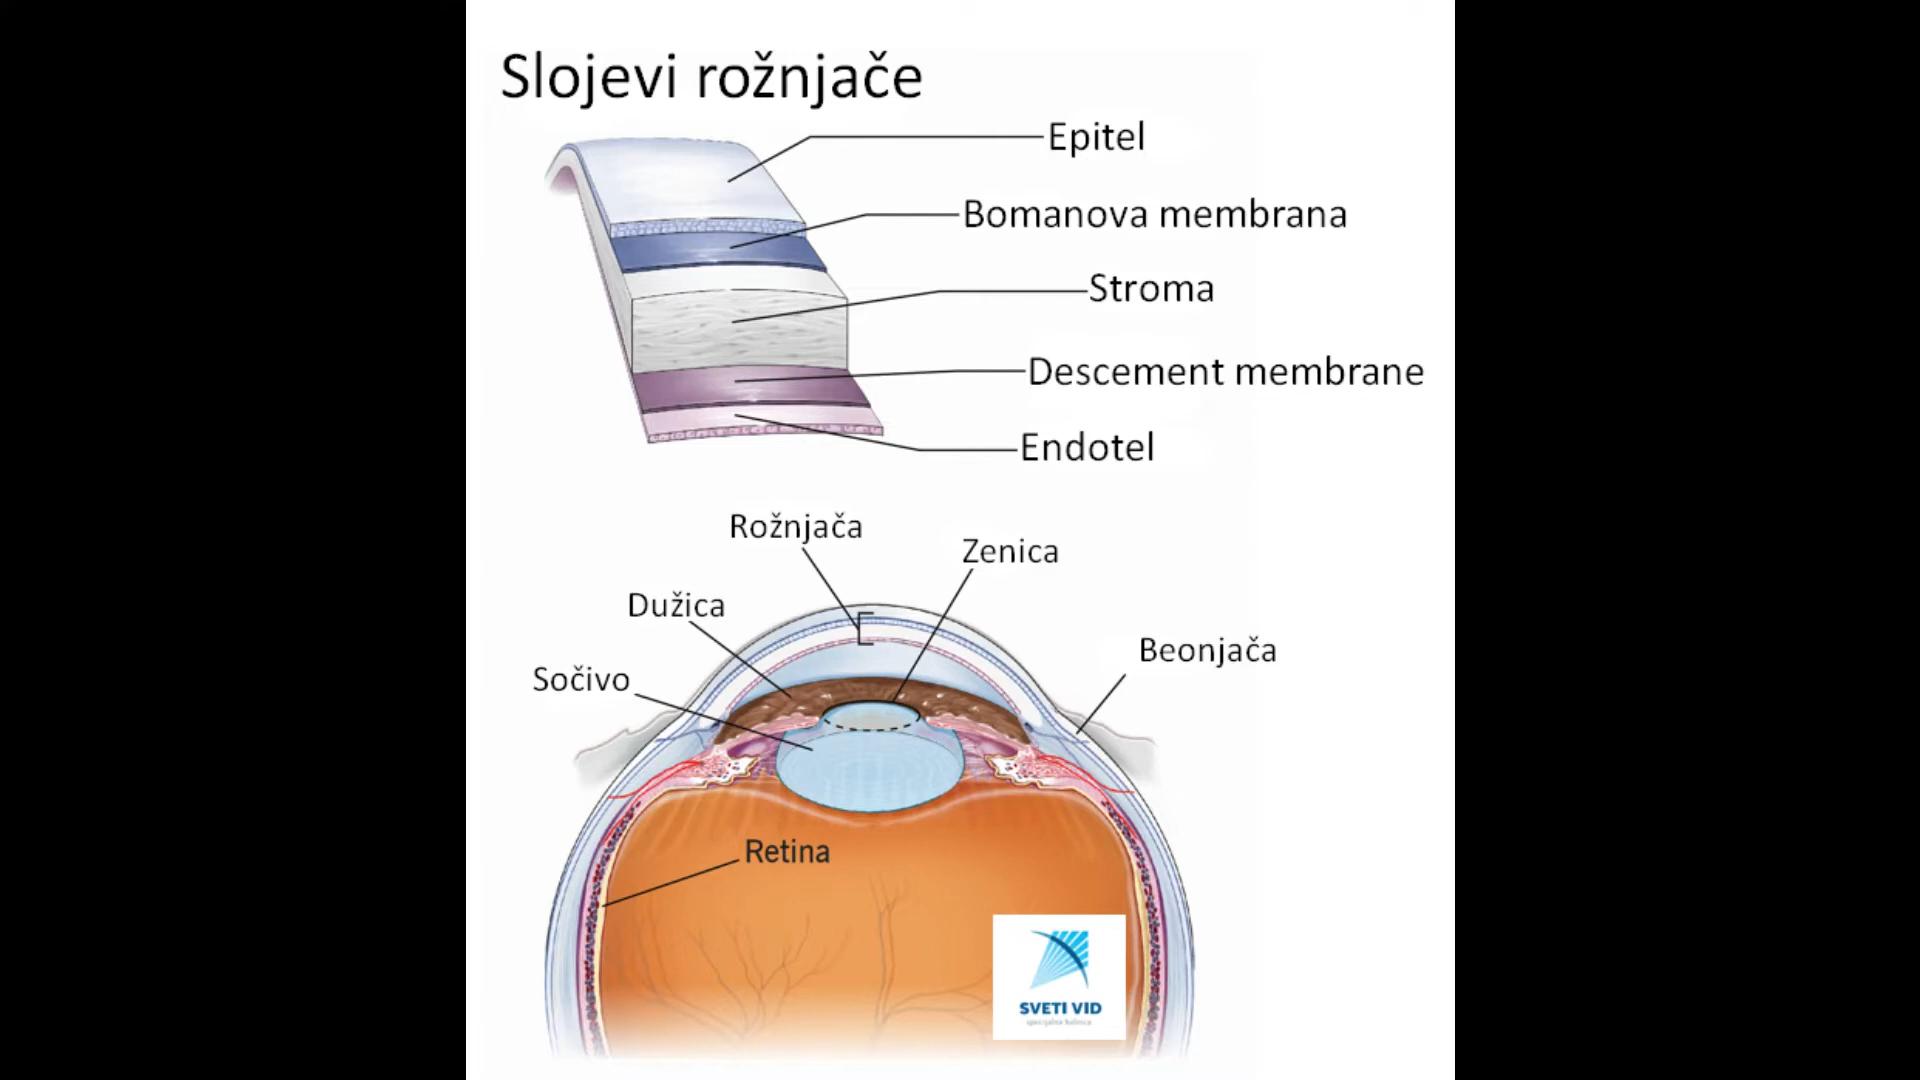 Slojevi rožnjače
Epitel
Bomanova membrana
Stroma
Descement membrane
Endotel
Rožnjača
Zenica
Dužica
Beonjača
Sočivo
Retina
SVETI VID